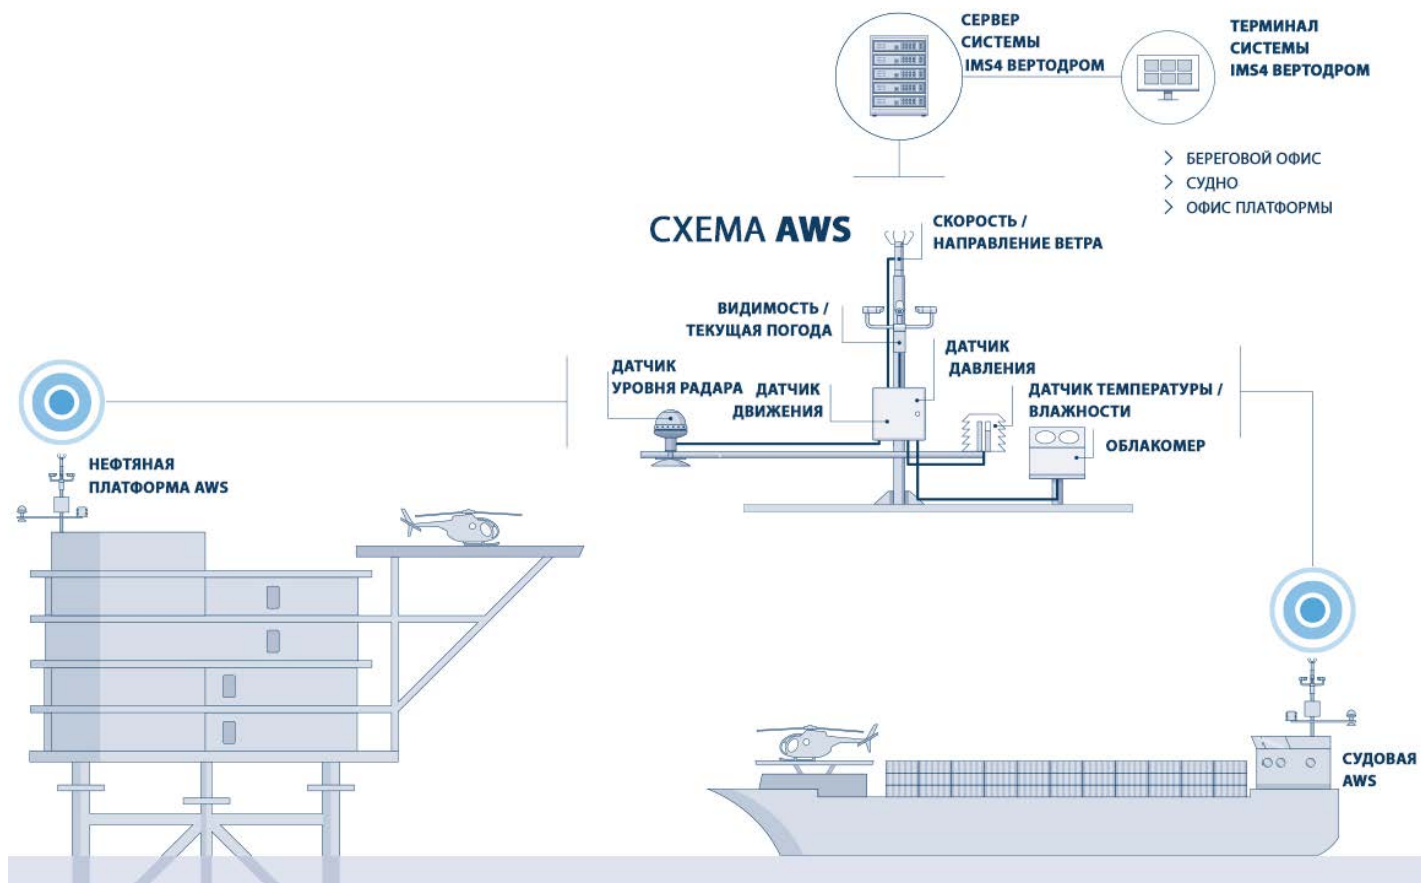 СЕРВЕР
СИСТЕМЫ
IMS4 ВЕРТОДРОМ
ТЕРМИНАЛ
СИСТЕМЫ
IMS4 ВЕРТОДРОМ
БЕРЕГОВОЙ ОФИС
СУДНО
ОФИС ПЛАТФОРМЫ
СХЕМА AWS
СКОРОСТЬ /
НАПРАВЛЕНИЕ ВЕТРА
ВИДИМОСТЬ /
ТЕКУЩАЯ ПОГОДА
ДАТЧИК
ДАВЛЕНИЯ
ДАТЧИК
УРОВНЯ РАДАРА
ДАТЧИК
ДВИЖЕНИЯ
ДАТЧИК ТЕМПЕРАТУРЫ /
ВЛАЖНОСТИ
ОБЛАКОМЕР
НЕФТЯНАЯ
ПЛАТФОРМА AWS
СУДОВАЯ
AWS